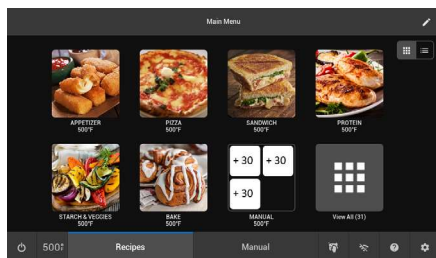 Main Menu
APPETIZER
500°F
PIZZA
500°F
SANDWICH
500°F
PROTEIN
500°F
STARCH & VEGGIES
500°F
BAKE
500°F
+ 30 + 30
+ 30
MANUAL
500°F
View All (31)
500°F Recipes Manual